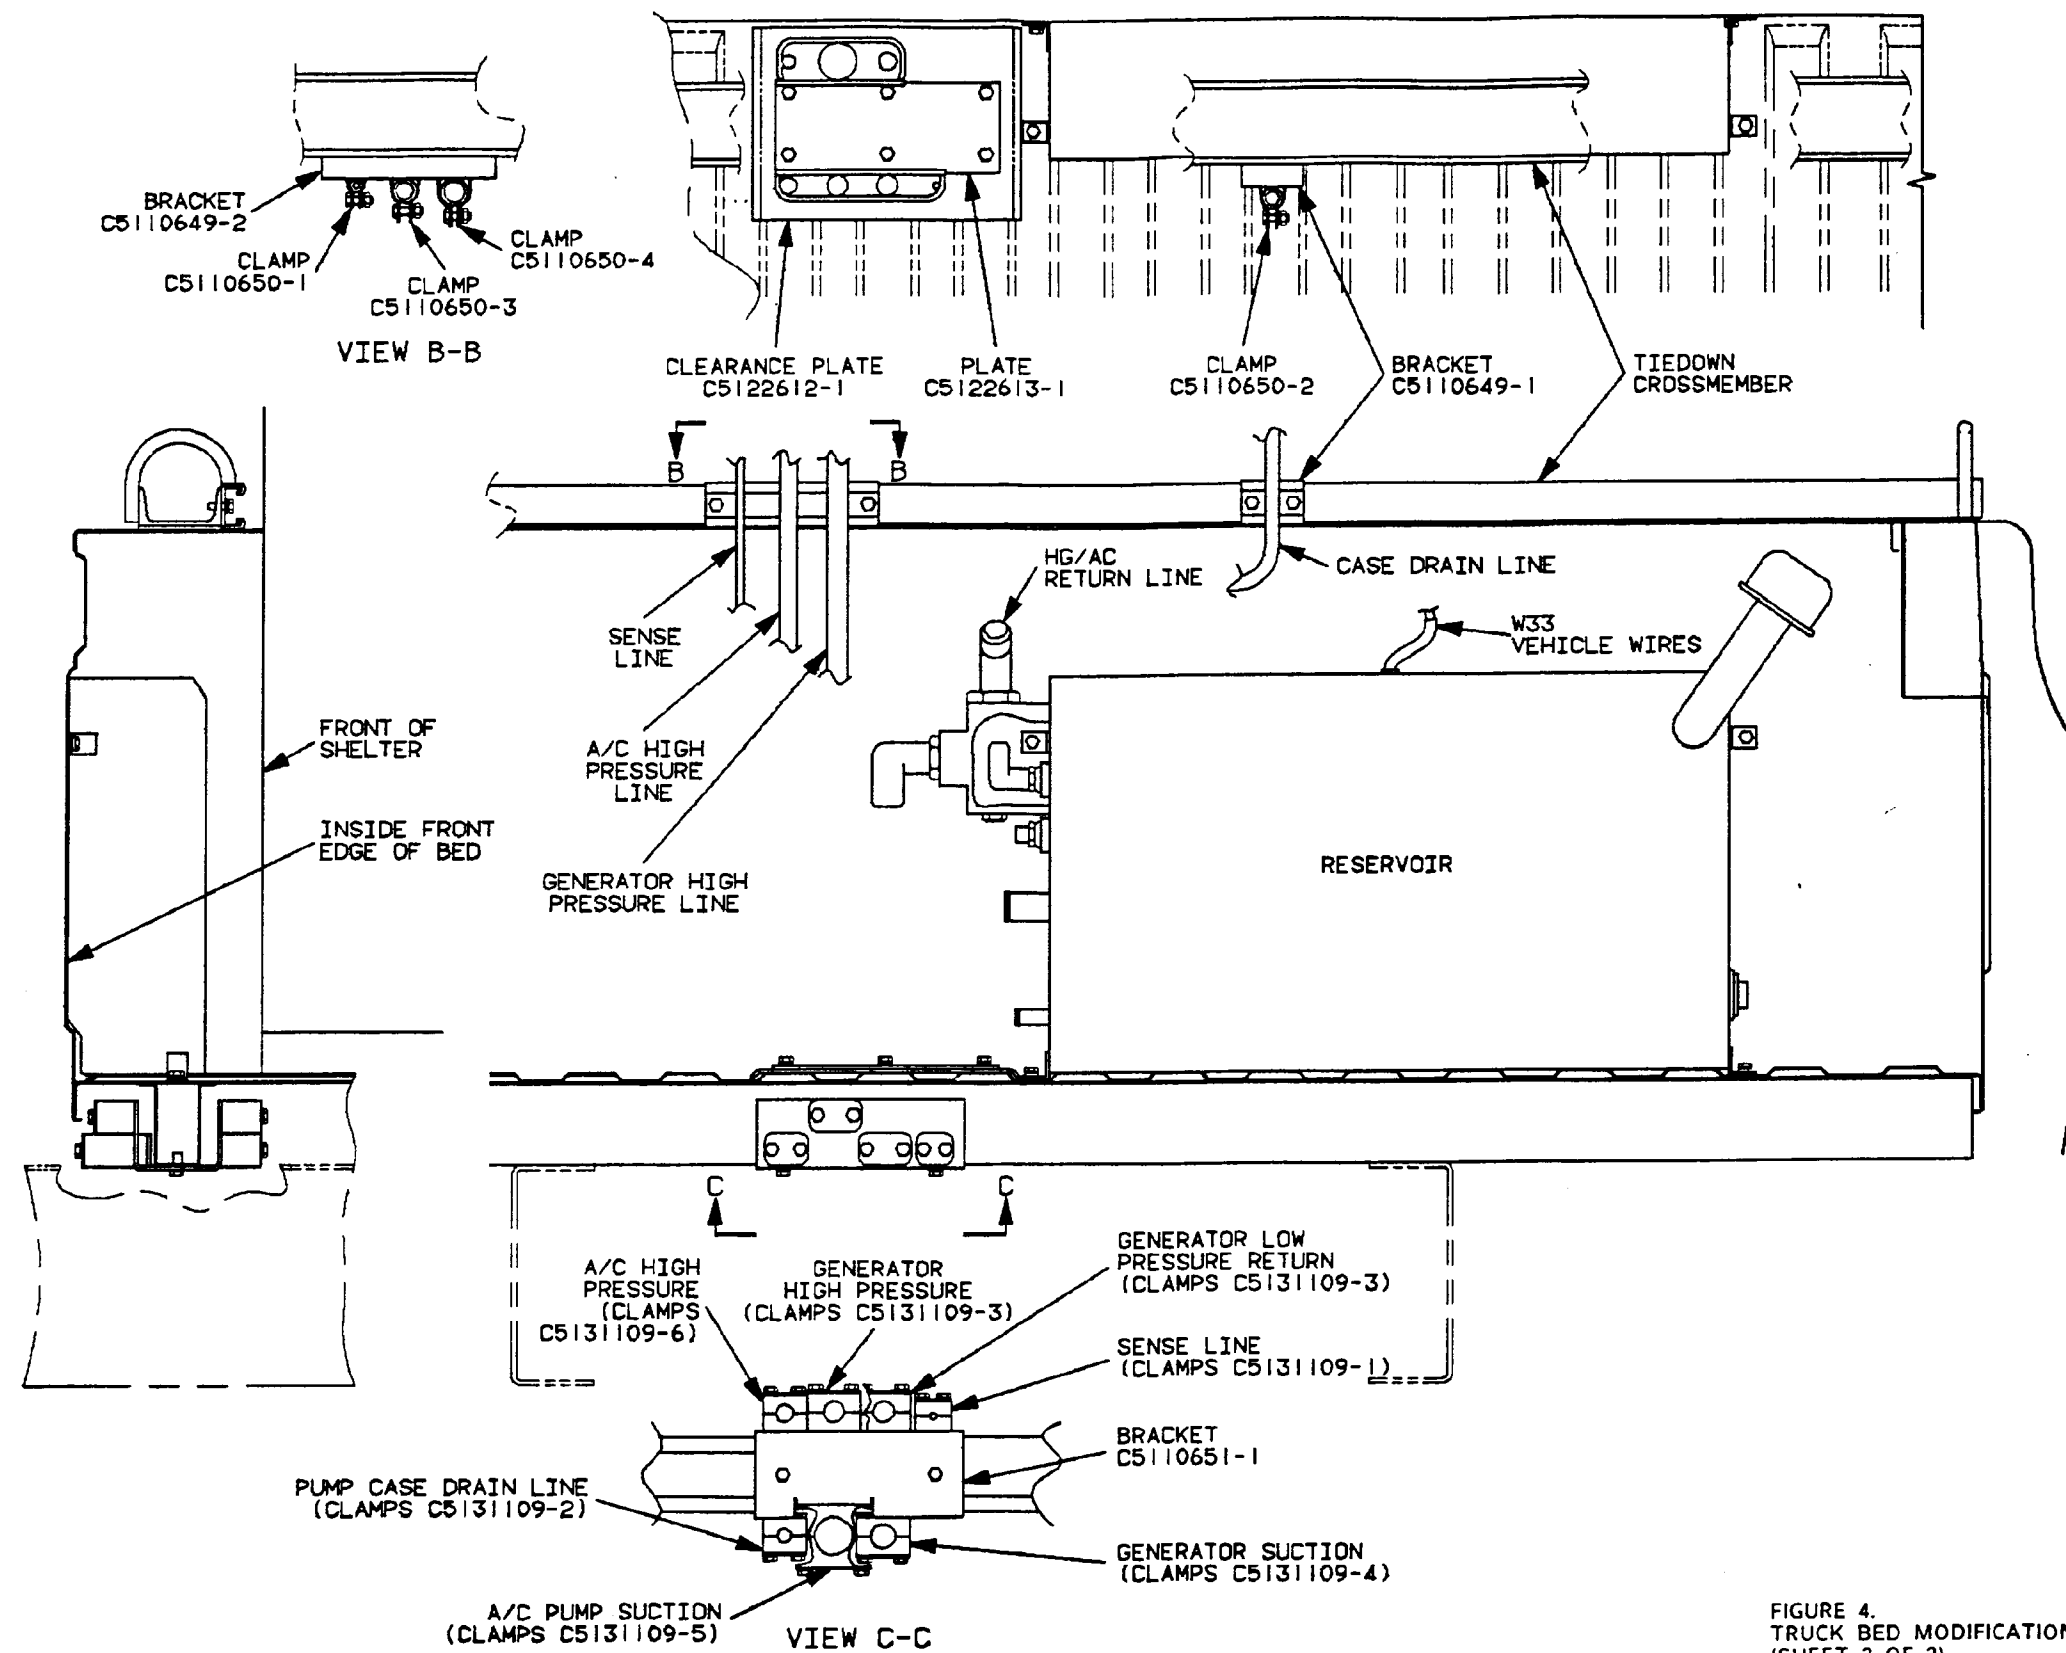 BRACKET
C5110649-2
CLAMP
C5110650-1
CLAMP
C5110650-3
CLAMP
C5110650-4
VIEW B-B
CLEARANCE PLATE
C5122612-1
PLATE
C5122613-1
CLAMP
C5110650-2
BRACKET
C5110649-1
TIEDOWN
CROSSMEMBER
B
B
SENSE
LINE
HG/AC
RETURN LINE
CASE DRAIN LINE
W33
VEHICLE WIRES
FRONT OF
SHELTER
A/C HIGH
PRESSURE
LINE
INSIDE FRONT
EDGE OF BED
GENERATOR HIGH
PRESSURE LINE
RESERVOIR
C
C
A/C HIGH
PRESSURE
(CLAMPS
C5131109-6)
GENERATOR
HIGH PRESSURE
(CLAMPS C5131109-3)
GENERATOR LOW
PRESSURE RETURN
(CLAMPS C5131109-3)
SENSE LINE
(CLAMPS C5131109-1)
BRACKET
C5110651-1
PUMP CASE DRAIN LINE
(CLAMPS C5131109-2)
GENERATOR SUCTION
(CLAMPS C5131109-4)
A/C PUMP SUCTION
(CLAMPS C5131109-5)
VIEW C-C
FIGURE 4.
TRUCK BED MODIFICATION